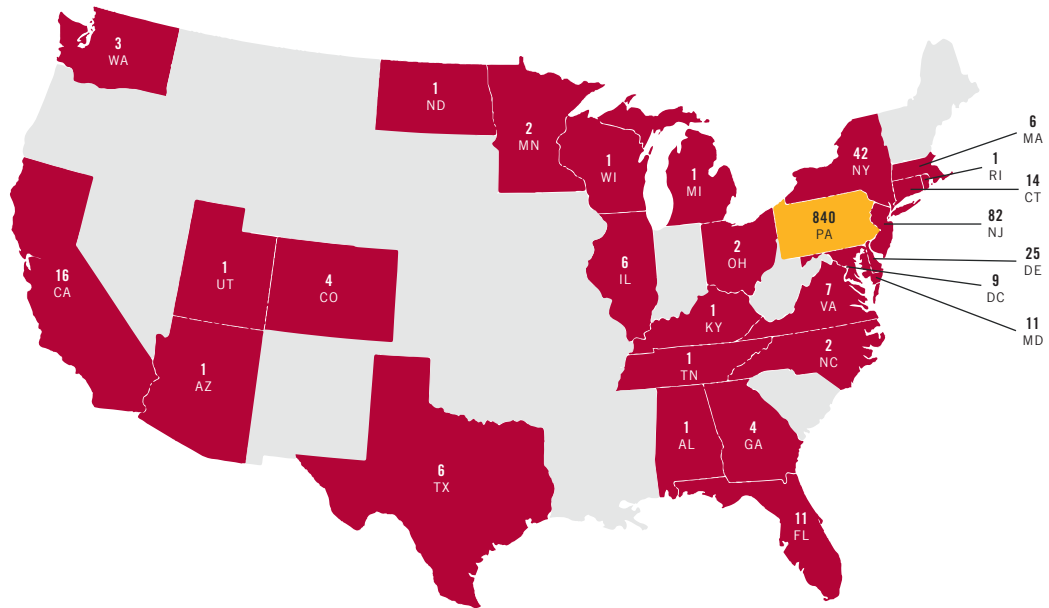 3
WA
1
ND
2
MN
1
WI
1
MI
42
NY
6
MA
1
RI
14
CT
82
NJ
25
DE
9
DC
11
MD
840
PA
16
CA
1
UT
4
CO
6
IL
2
OH
7
VA
1
KY
2
NC
1
TN
1
AZ
1
AL
4
GA
6
TX
11
FL